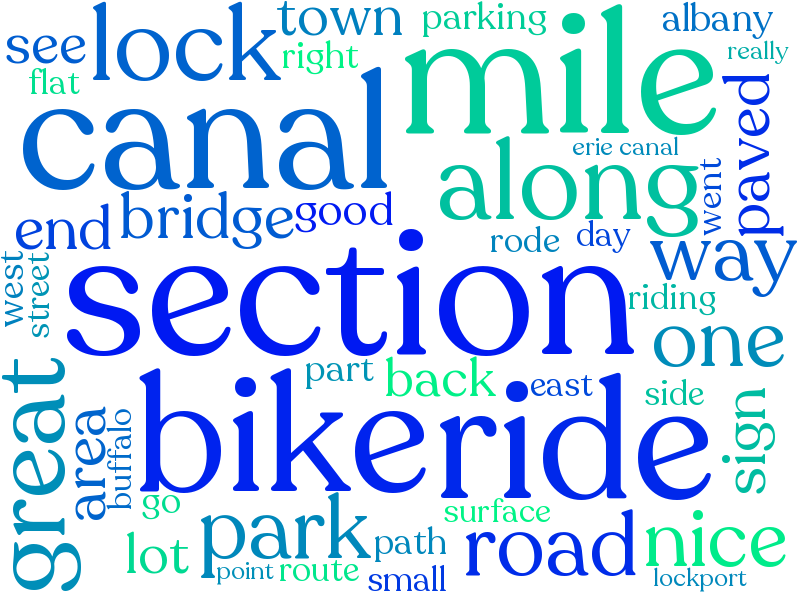 see
lock
town
parking
albany
flat
right
mile
really
canal
erie canal
paved
along
went
end
bridge
good
rode
day
way
west
street
section
riding
one
great
part
back
east
side
sign
area
buffalo
bike
ride
go
park
path
surface
road
nice
lot
point
route
small
lockport